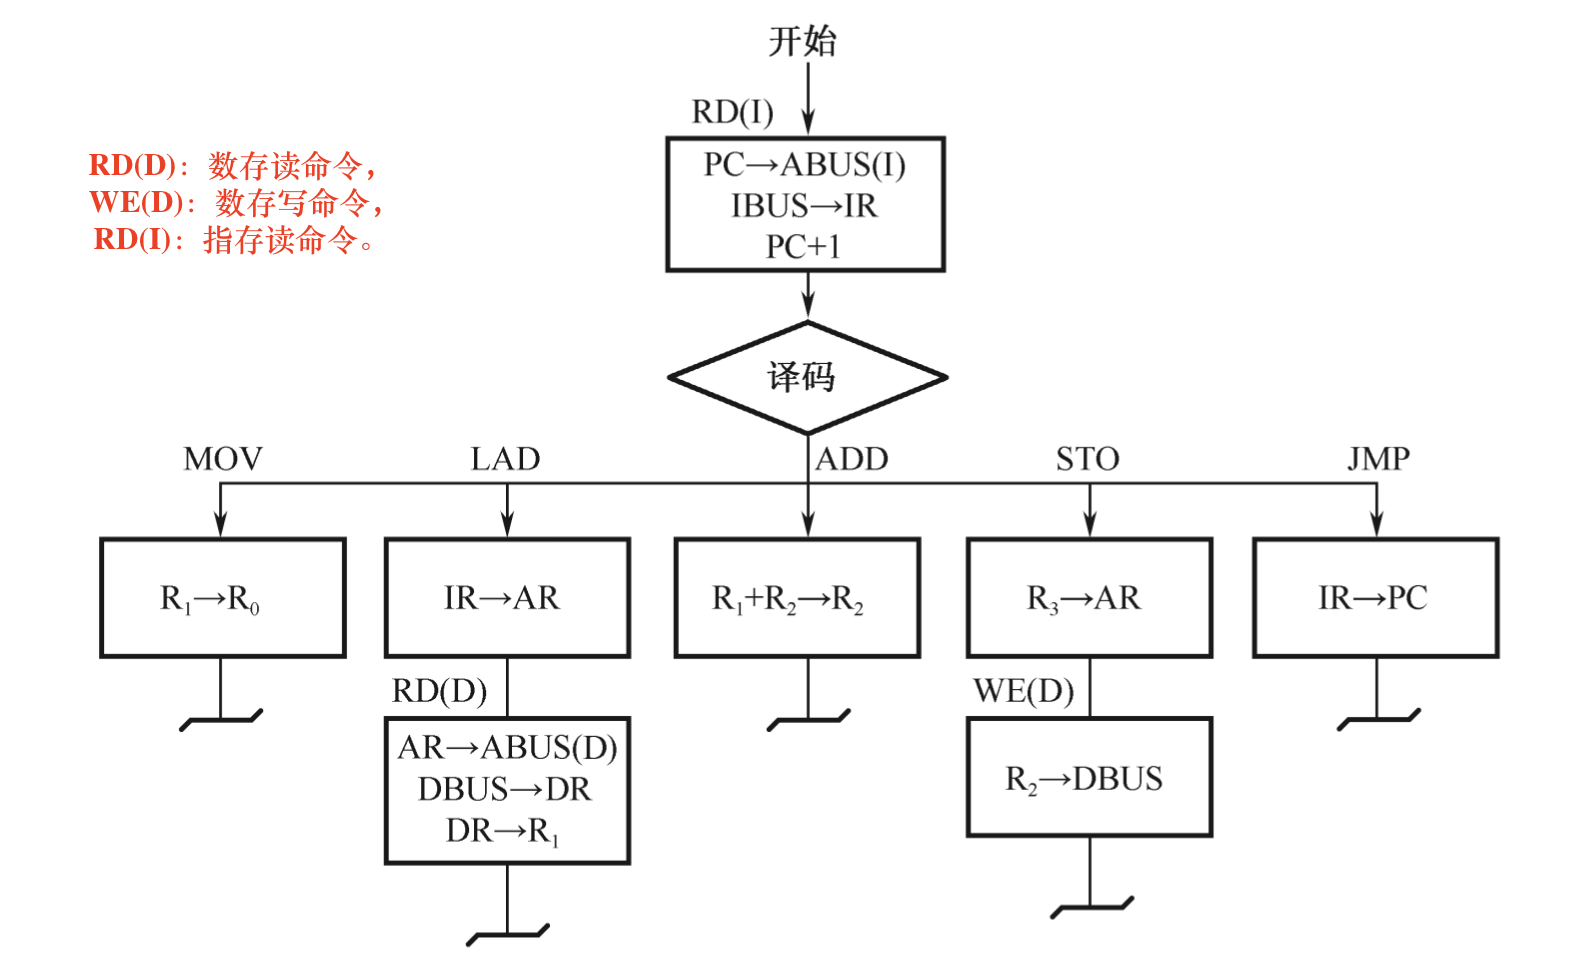 开始
RD(I)
RD(D)：数存读命令，
WE(D)：数存写命令，
RD(I)：指存读命令。
PC→ABUS(I)
IBUS→IR
PC+1
译码
MOV
LAD
ADD
STO
JMP
R₁→R₀
IR→AR
R₁+R₂→R₂
R₃→AR
IR→PC
RD(D)
WE(D)
AR→ABUS(D)
DBUS→DR
DR→R₁
R₂→DBUS